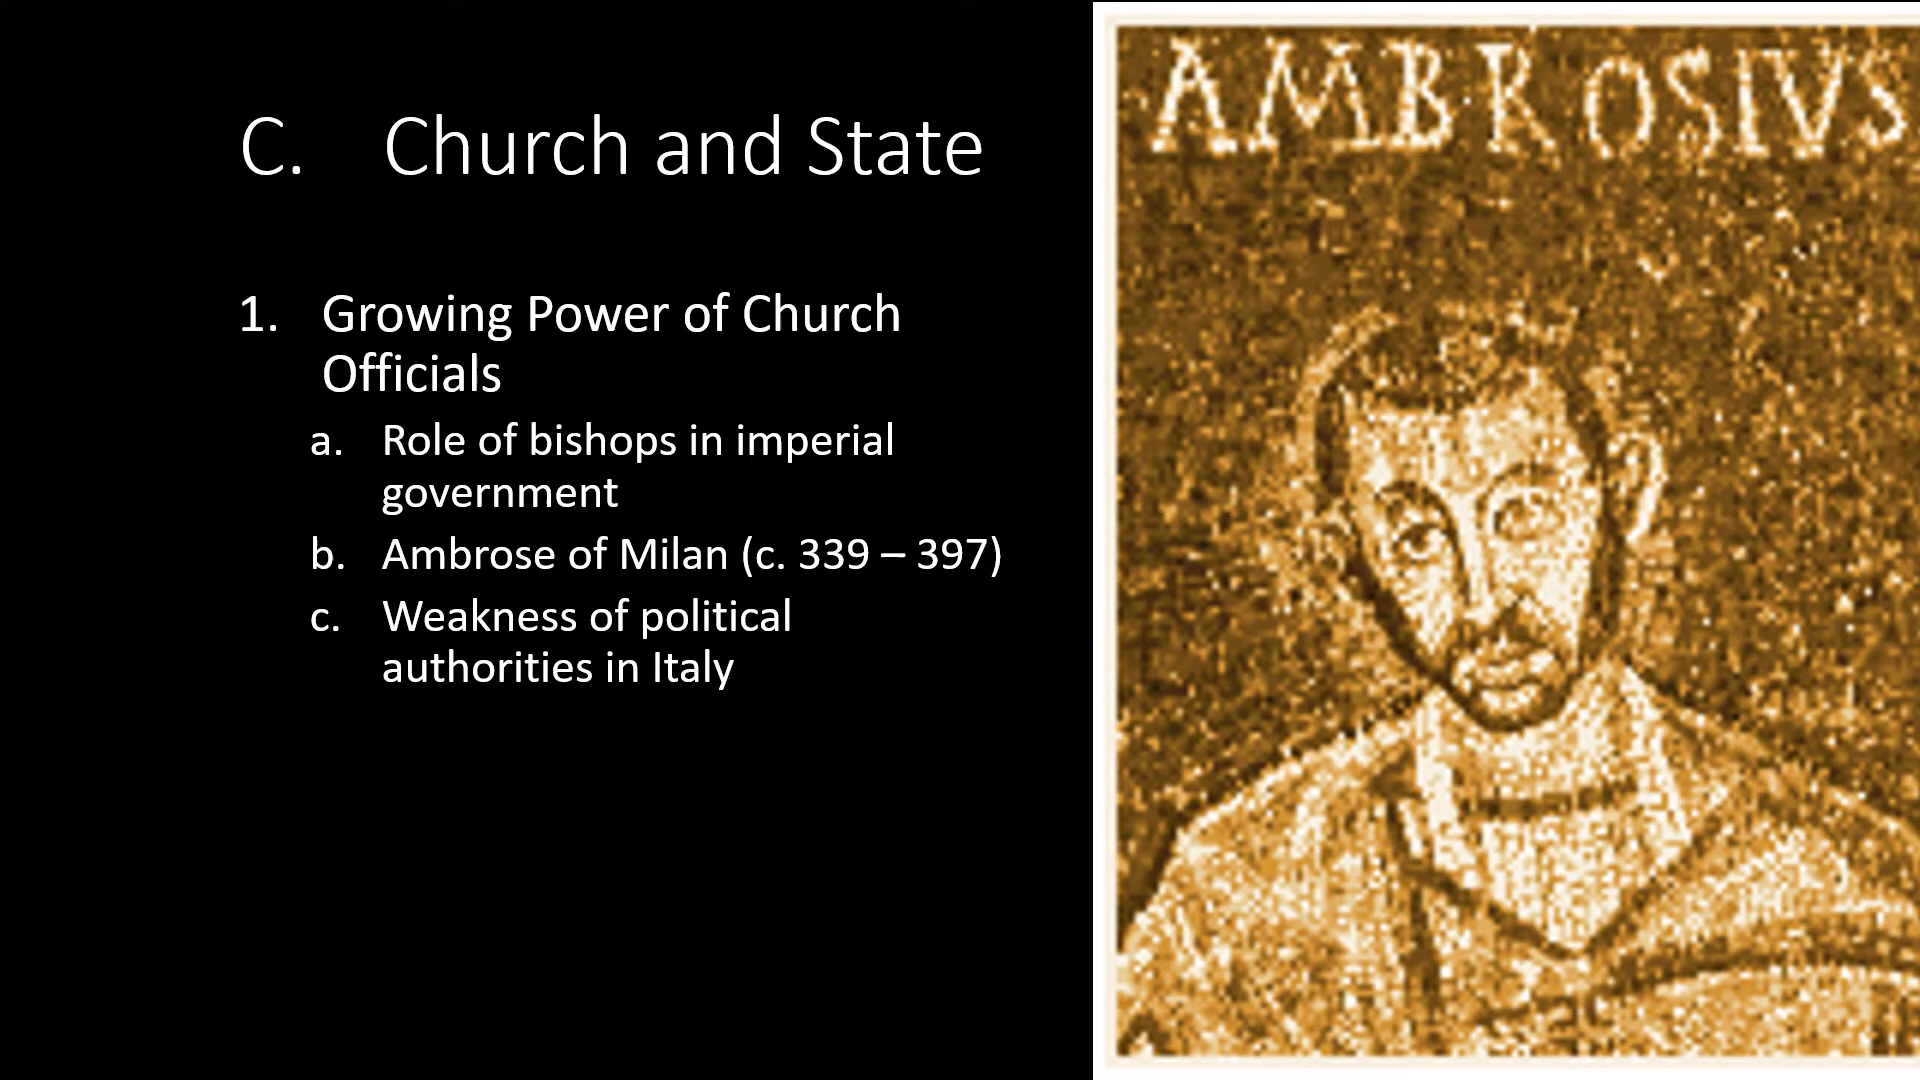 C. Church and State
1. Growing Power of Church
Officials
a. Role of bishops in imperial
government
b. Ambrose of Milan (c. 339 – 397)
c. Weakness of political
authorities in Italy
AMBROSIVS